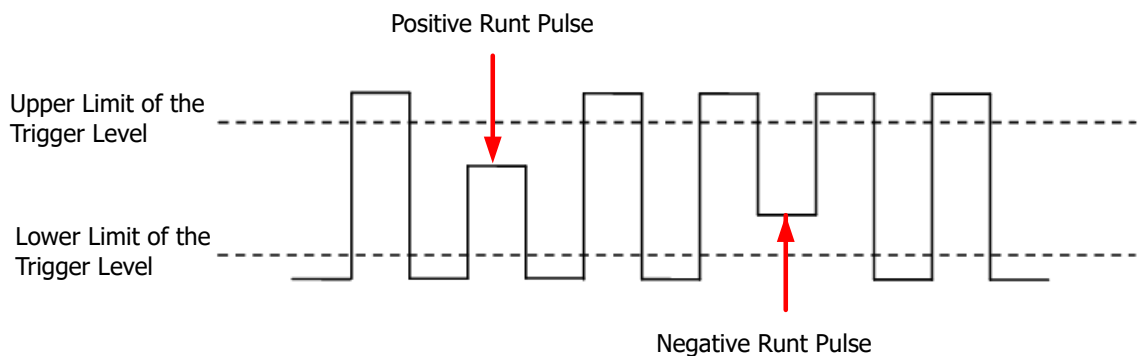 Positive Runt Pulse
Upper Limit of the
Trigger Level
Lower Limit of the
Trigger Level
Negative Runt Pulse